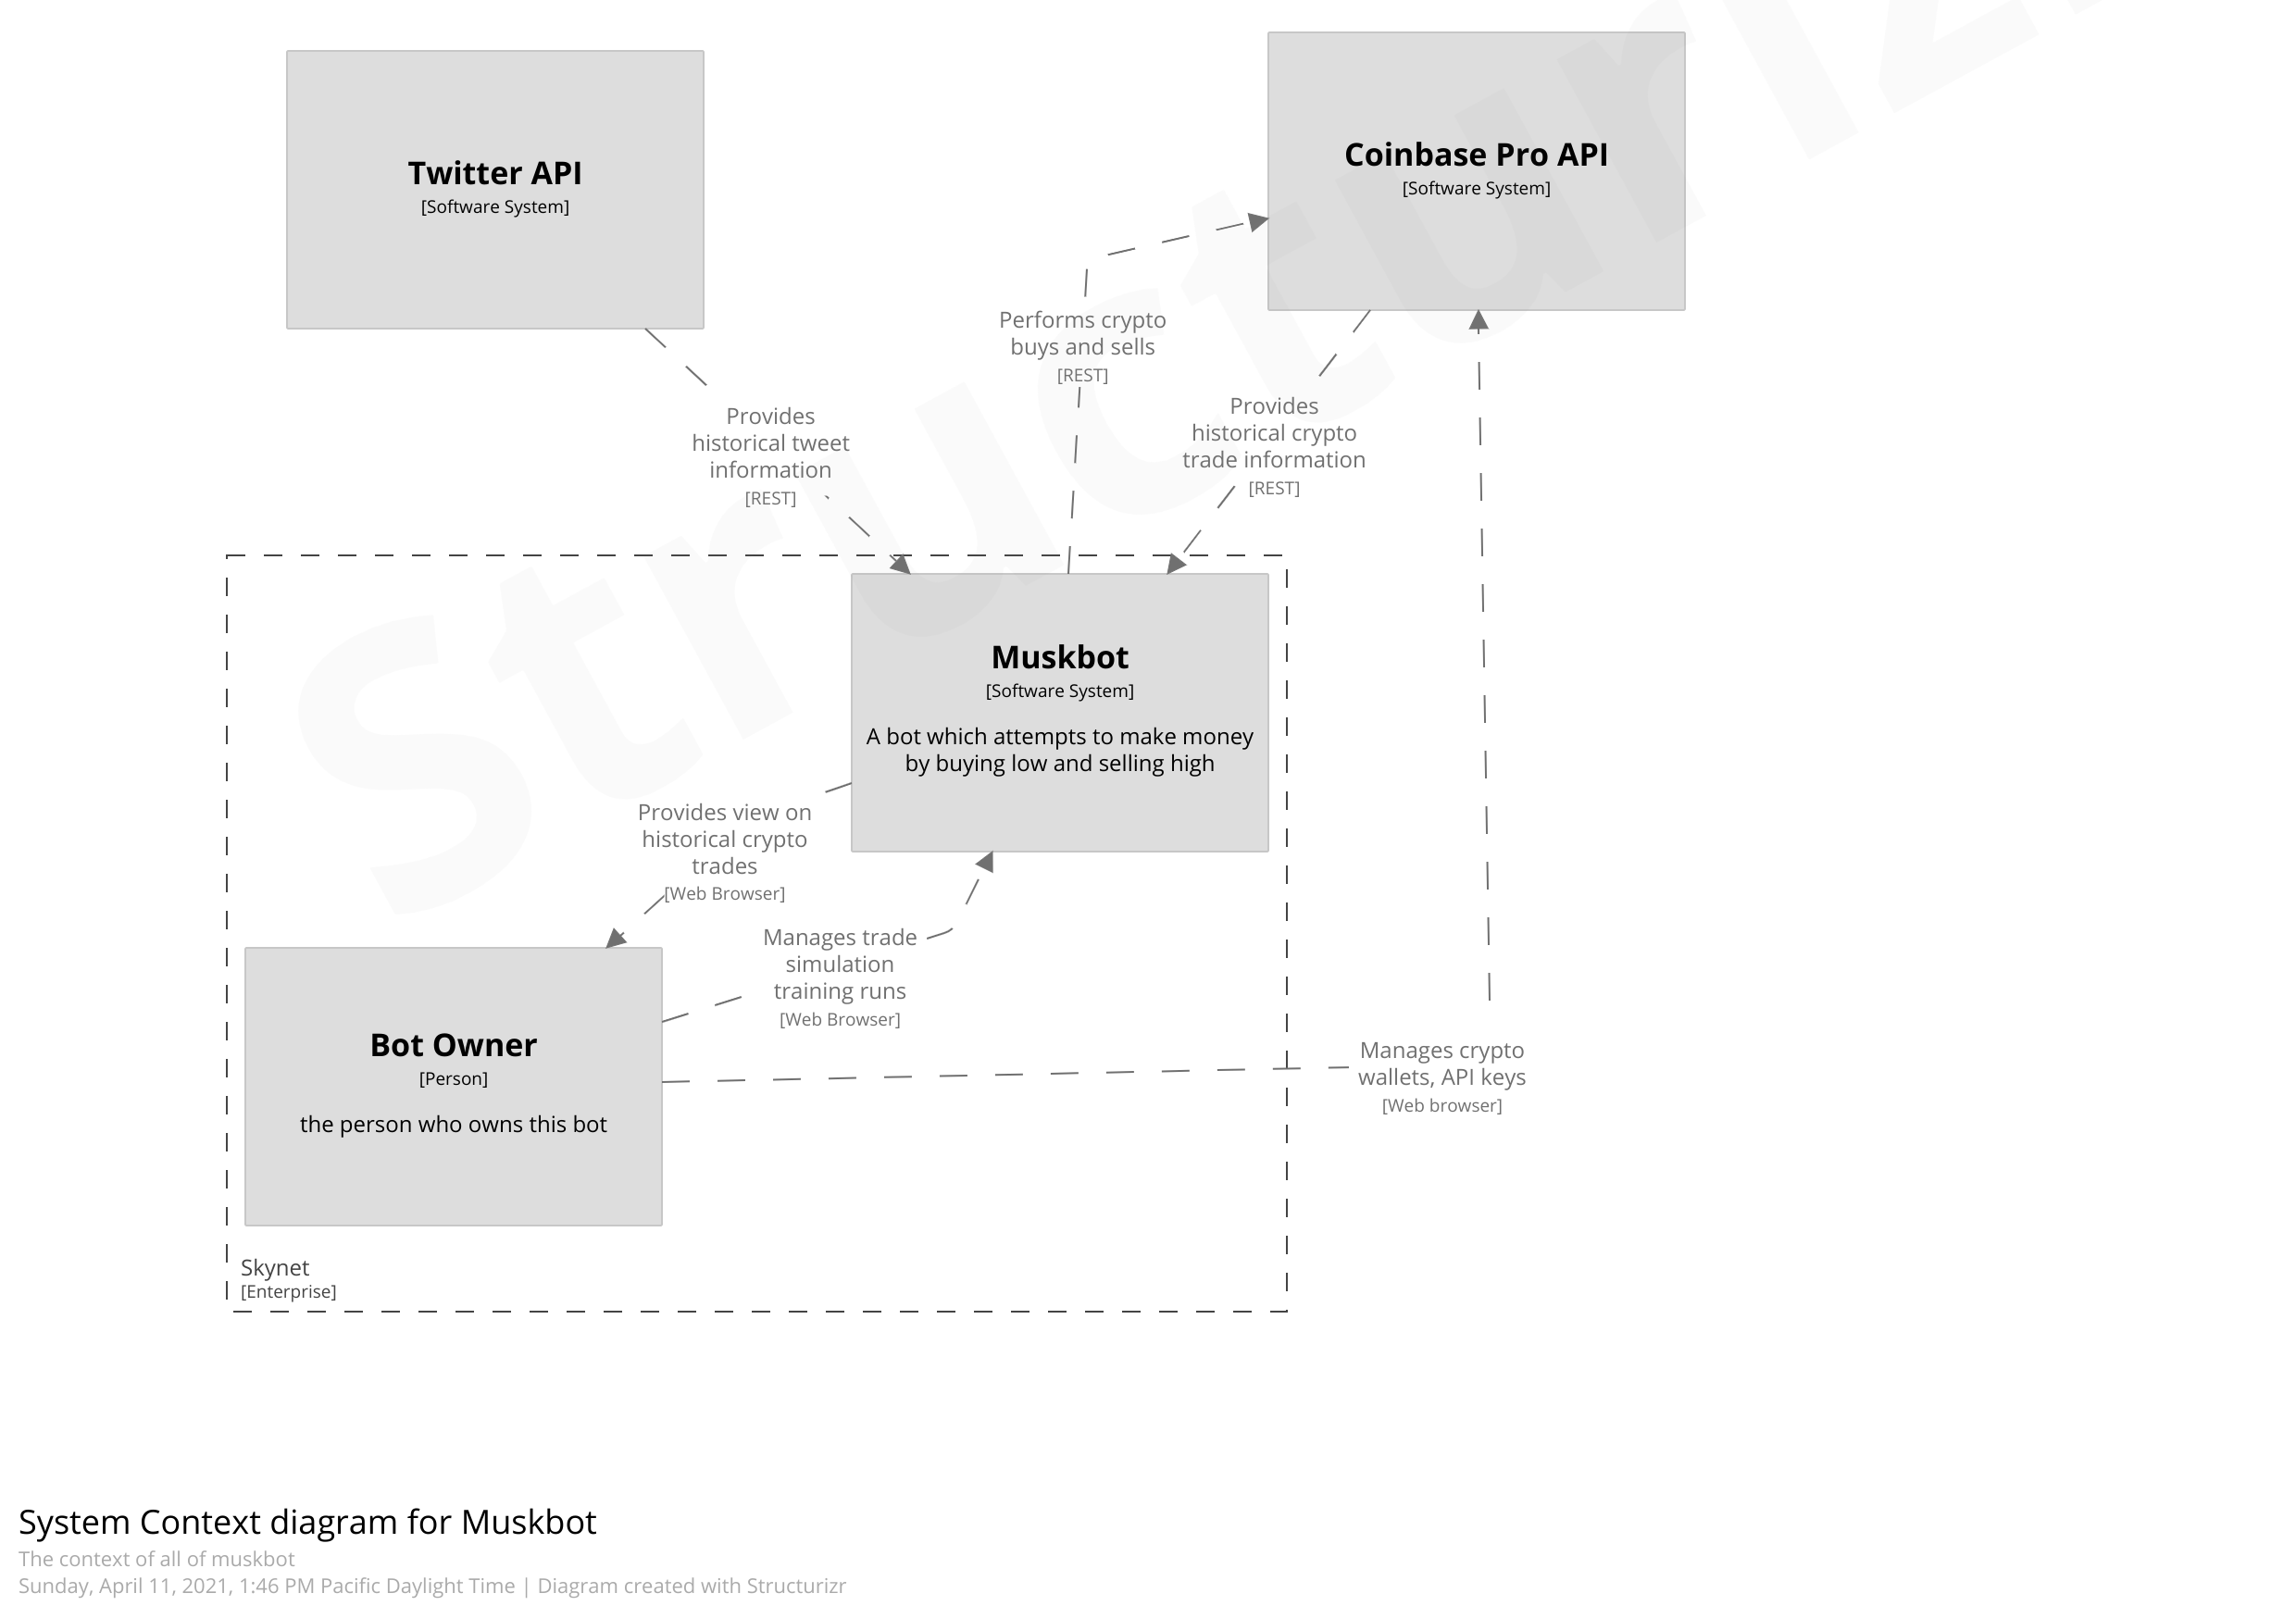 Twitter API
[Software System]
Coinbase Pro API
[Software System]
Performs crypto
buys and sells
[REST]
Provides
historical tweet
information
[REST]
Provides
historical crypto
trade information
[REST]
Muskbot
[Software System]
A bot which attempts to make money
by buying low and selling high
Provides view on
historical crypto
trades
[Web Browser]
Manages trade
simulation
training runs
[Web Browser]
Bot Owner
[Person]
the person who owns this bot
Manages crypto
wallets, API keys
[Web browser]
Skynet
[Enterprise]
System Context diagram for Muskbot
The context of all of muskbot
Sunday, April 11, 2021, 1:46 PM Pacific Daylight Time | Diagram created with Structurizr